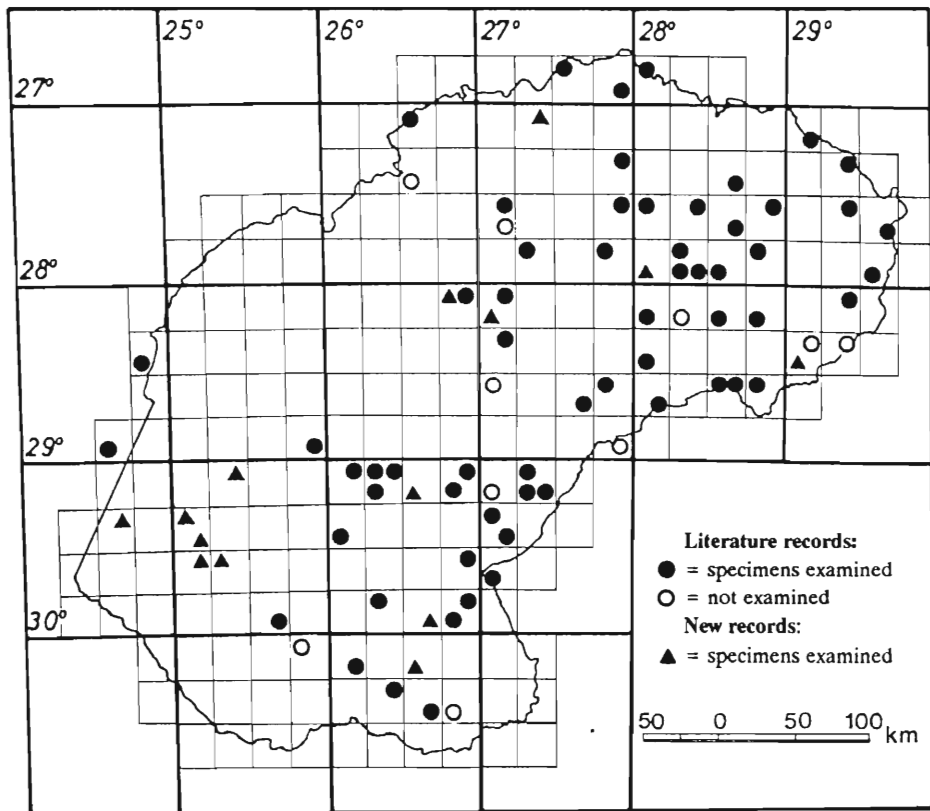 25° 26° 27° 28° 29°
27°
28°
29°
30°
Literature records:
● = specimens examined
○ = not examined
New records:
▲ = specimens examined
50 0 50 100 km